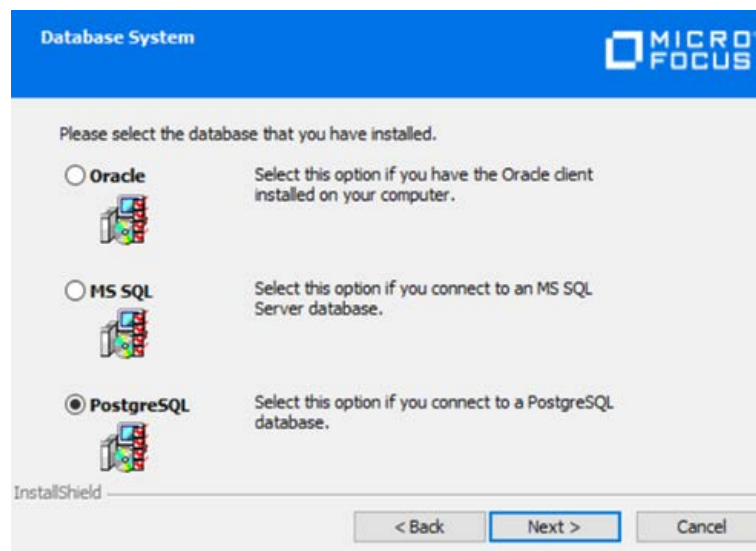 Database System
MICRO
FOCUS
Please select the database that you have installed.
Oracle
Select this option if you have the Oracle client
installed on your computer.
MS SQL
Select this option if you connect to an MS SQL
Server database.
PostgreSQL
Select this option if you connect to a PostgreSQL
database.
InstallShield
< Back
Next >
Cancel